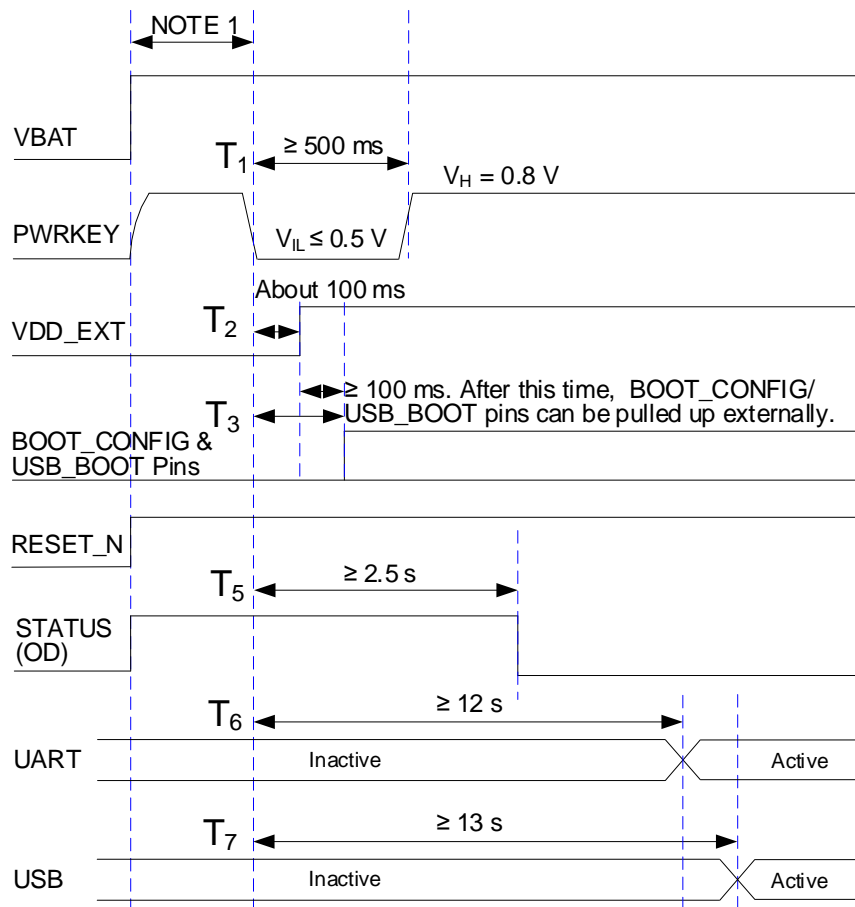 NOTE 1
VBAT
T₁
≥ 500 ms
V_H = 0.8 V
PWRKEY
V_IL ≤ 0.5 V
About 100 ms
T₂
VDD_EXT
≥ 100 ms. After this time, BOOT_CONFIG/
USB_BOOT pins can be pulled up externally.
T₃
BOOT_CONFIG &
USB_BOOT Pins
RESET_N
T₅
≥ 2.5 s
STATUS
(OD)
T₆
≥ 12 s
UART
Inactive
Active
T₇
≥ 13 s
USB
Inactive
Active